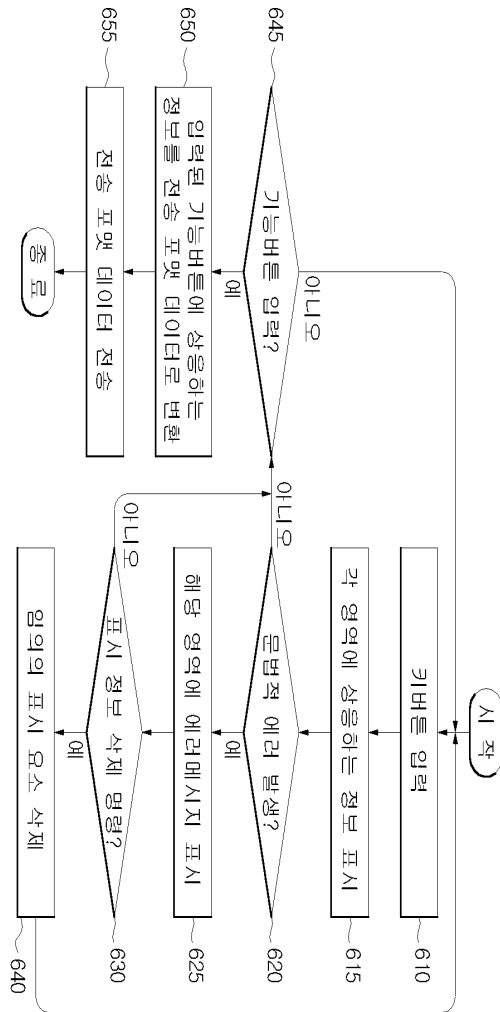 시 작
키버튼 입력
610
각 영역에 상응하는 정보 표시
615
문법적 에러 발생?
620
아니오
예
해당 영역에 에러메시지 표시
625
표시 정보 삭제 명령?
630
아니오
예
임의의 표시 요소 삭제
640
기능버튼 입력?
645
아니오
예
입력된 기능버튼에 상응하는
정보를 전송 포맷 데이터로 변환
650
전송 포맷 데이터 전송
655
종 료